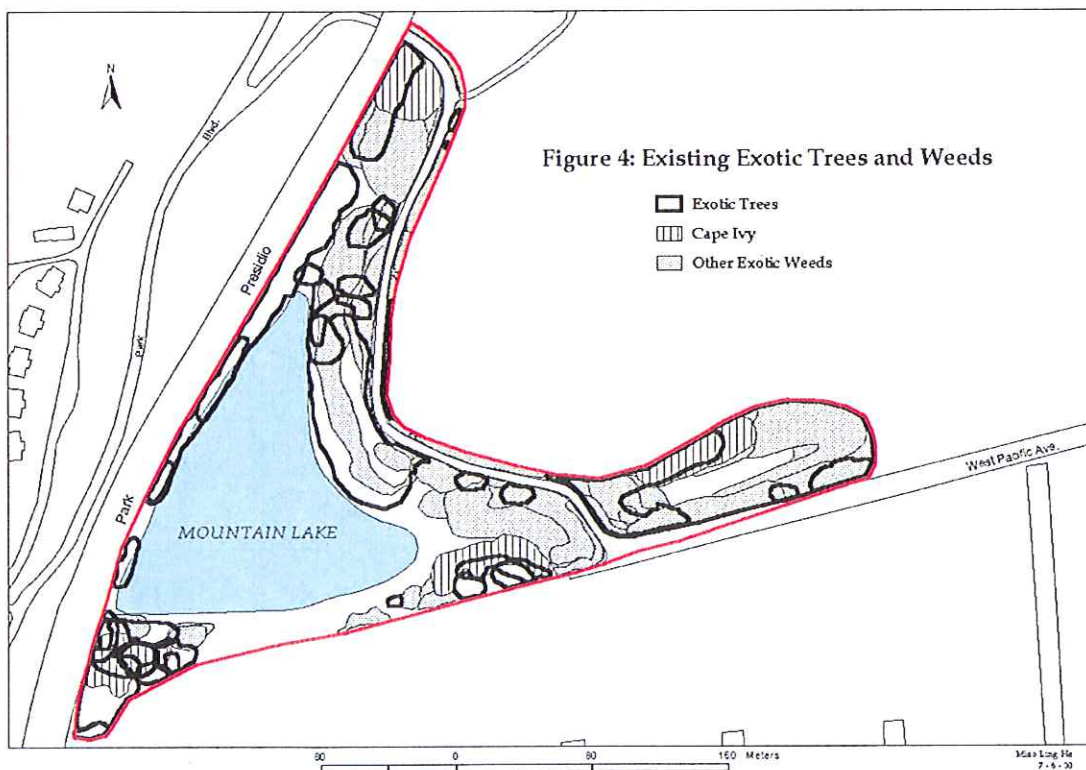 N
Blvd.
Presidio
Park
Park
Figure 4: Existing Exotic Trees and Weeds
Exotic Trees
Cape Ivy
Other Exotic Weeds
West Pacific Ave.
MOUNTAIN LAKE
80 0 80 160 Meters